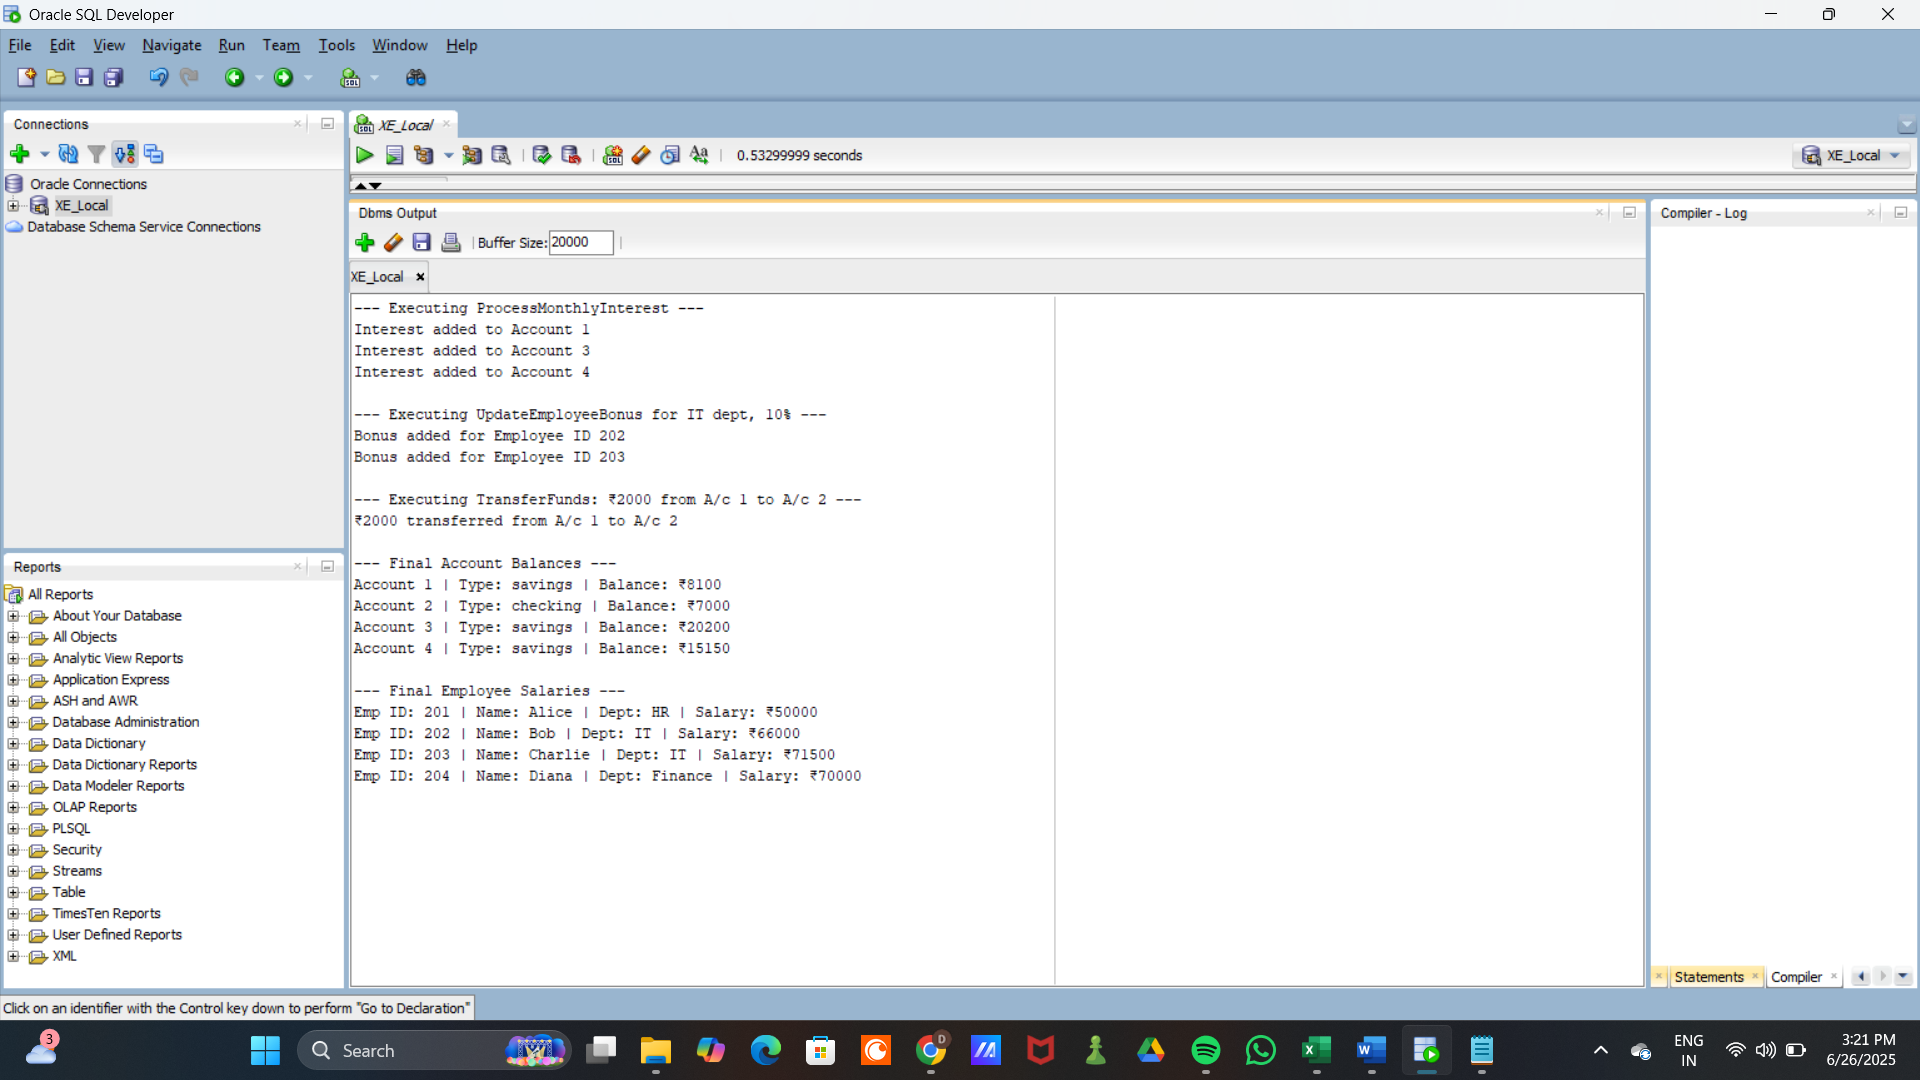 Oracle SQL Developer
File Edit View Navigate Run Team Tools Window Help
Connections
Oracle Connections
XE_Local
Database Schema Service Connections
Reports
All Reports
About Your Database
All Objects
Analytic View Reports
Application Express
ASH and AWR
Database Administration
Data Dictionary
Data Dictionary Reports
Data Modeler Reports
OLAP Reports
PLSQL
Security
Streams
Table
TimesTen Reports
User Defined Reports
XML
XE_Local
0.53299999 seconds
XE_Local
Dbms Output
Buffer Size: 20000
XE_Local
--- Executing ProcessMonthlyInterest ---
Interest added to Account 1
Interest added to Account 3
Interest added to Account 4
--- Executing UpdateEmployeeBonus for IT dept, 10% ---
Bonus added for Employee ID 202
Bonus added for Employee ID 203
--- Executing TransferFunds: ₹2000 from A/c 1 to A/c 2 ---
₹2000 transferred from A/c 1 to A/c 2
--- Final Account Balances ---
Account 1 | Type: savings | Balance: ₹8100
Account 2 | Type: checking | Balance: ₹7000
Account 3 | Type: savings | Balance: ₹20200
Account 4 | Type: savings | Balance: ₹15150
--- Final Employee Salaries ---
Emp ID: 201 | Name: Alice | Dept: HR | Salary: ₹50000
Emp ID: 202 | Name: Bob | Dept: IT | Salary: ₹66000
Emp ID: 203 | Name: Charlie | Dept: IT | Salary: ₹71500
Emp ID: 204 | Name: Diana | Dept: Finance | Salary: ₹70000
Compiler - Log
Statements Compiler
Click on an identifier with the Control key down to perform "Go to Declaration"
3
Search
ENG
IN
3:21 PM
6/26/2025